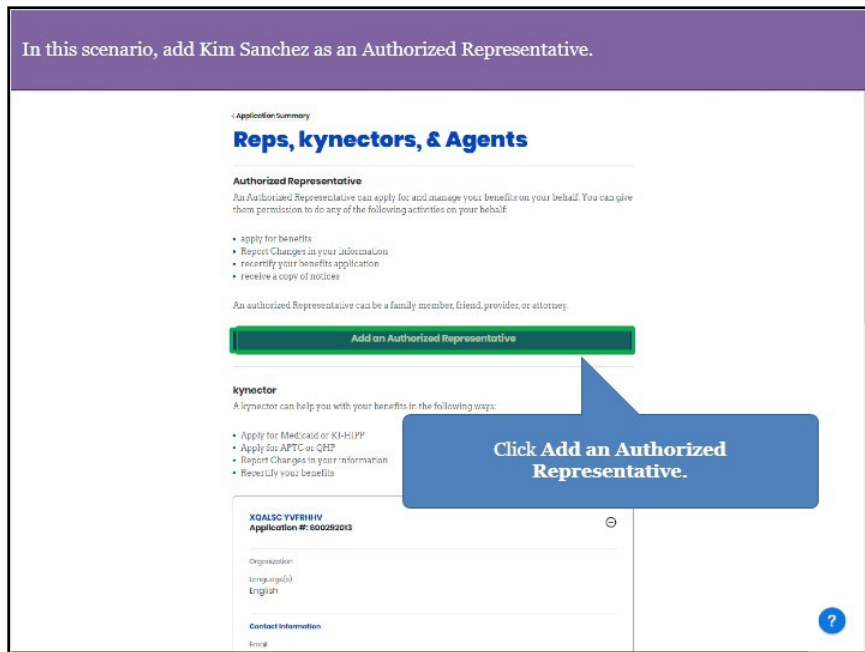 In this scenario, add Kim Sanchez as an Authorized Representative.
< Application Summary
Reps, kynectors, & Agents
Authorized Representative
An Authorized Representative can apply for and manage your benefits on your behalf. You can give
them permission to do any of the following activities on your behalf:
• apply for benefits
• Report Changes in your information
• recertify your benefits application
• receive a copy of notices
An authorized Representative can be a family member, friend, provider, or attorney.
Add an Authorized Representative
kynector
A kynector can help you with your benefits in the following ways:
• Apply for Medicaid or KI-HIPP
• Apply for APTC or QHP
• Report Changes in your information
• Recertify your benefits
Click Add an Authorized
Representative.
XQALSC YVFRHHV
Application #: 600292013
Organization
Language(s)
English
Contact Information
Email
?